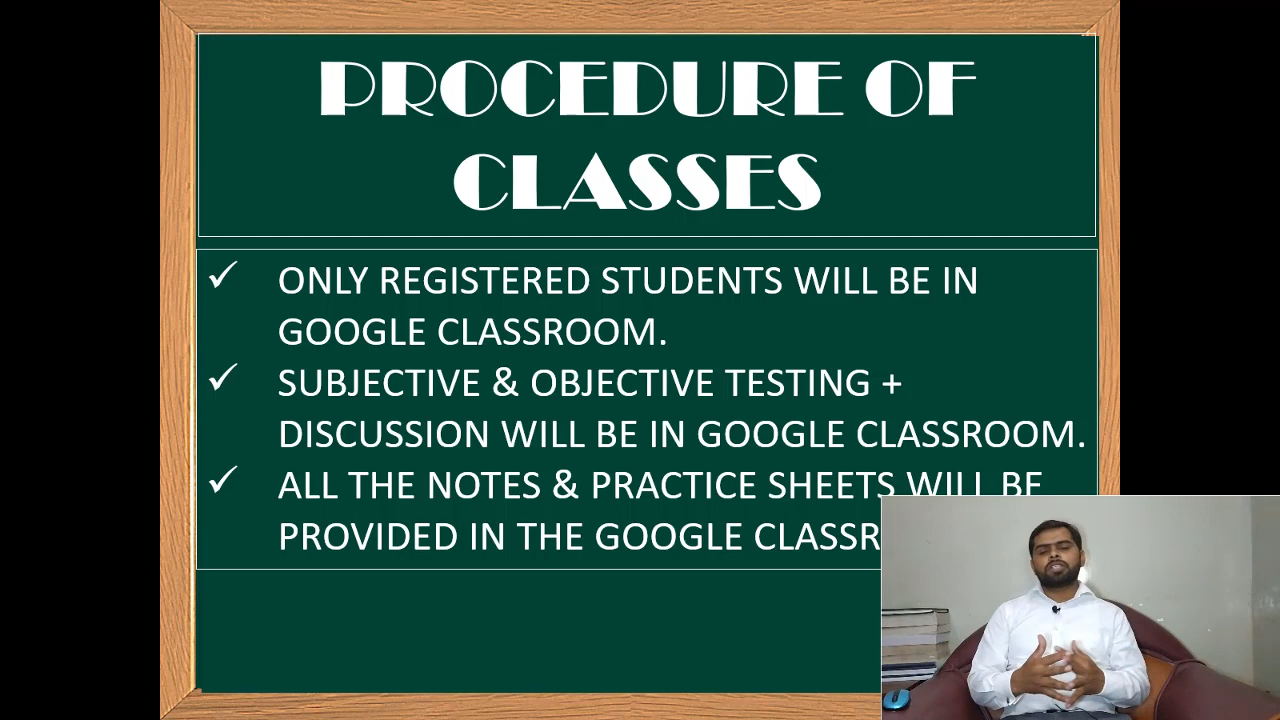 PROCEDURE OF
CLASSES
✓ ONLY REGISTERED STUDENTS WILL BE IN
GOOGLE CLASSROOM.
✓ SUBJECTIVE & OBJECTIVE TESTING +
DISCUSSION WILL BE IN GOOGLE CLASSROOM.
✓ ALL THE NOTES & PRACTICE SHEETS WILL BE
PROVIDED IN THE GOOGLE